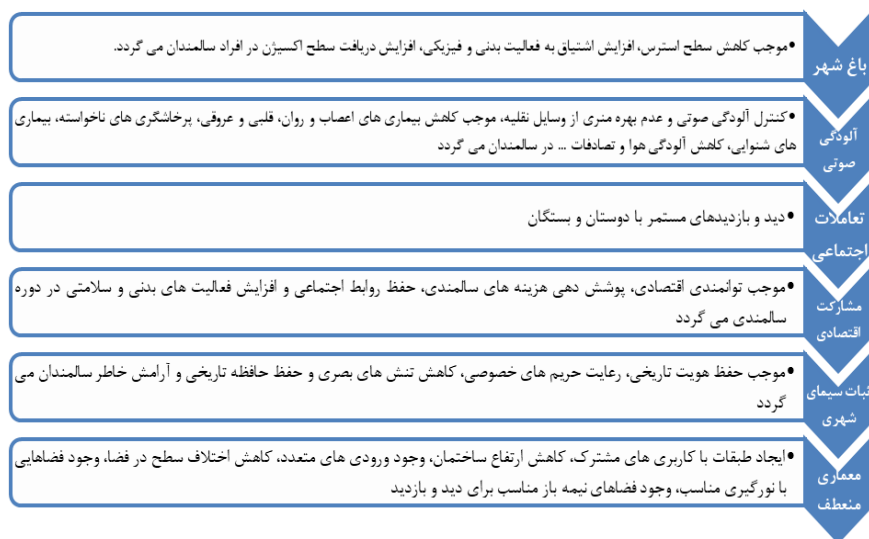 باغ شهر
•موجب کاهش سطح استرس، افزایش اشتیاق به فعالیت بدنی و فیزیکی، افزایش دریافت سطح اکسیژن در افراد سالمندان می گردد.
آلودگی
صوتی
•کنترل آلودگی صوتی و عدم بهره منری از وسایل نقلیه، موجب کاهش بیماری های اعصاب و روان، قلبی و عروقی، پرخاشگری های ناخواسته، بیماری
های شنوایی، کاهش آلودگی هوا و تصادفات ... در سالمندان می گردد
تعاملات
اجتماعی
•دید و بازدیدهای مستمر با دوستان و بستگان
مشارکت
اقتصادی
•موجب توانمندی اقتصادی، پوشش دهی هزینه های سالمندی، حفظ روابط اجتماعی و افزایش فعالیت های بدنی و سلامتی در دوره
سالمندی می گردد
ثبات سیمای
شهری
•موجب حفظ هویت تاریخی، رعایت حریم های خصوصی، کاهش تنش های بصری و حفظ حافظه تاریخی و آرامش خاطر سالمندان می
گردد
معماری
منعطف
•ایجاد طبقات با کاربری های مشترک، کاهش ارتفاع ساختمان، وجود ورودی های متعدد، کاهش اختلاف سطح در فضا، وجود فضاهایی
با نورگیری مناسب، وجود فضاهای نیمه باز مناسب برای دید و بازدید